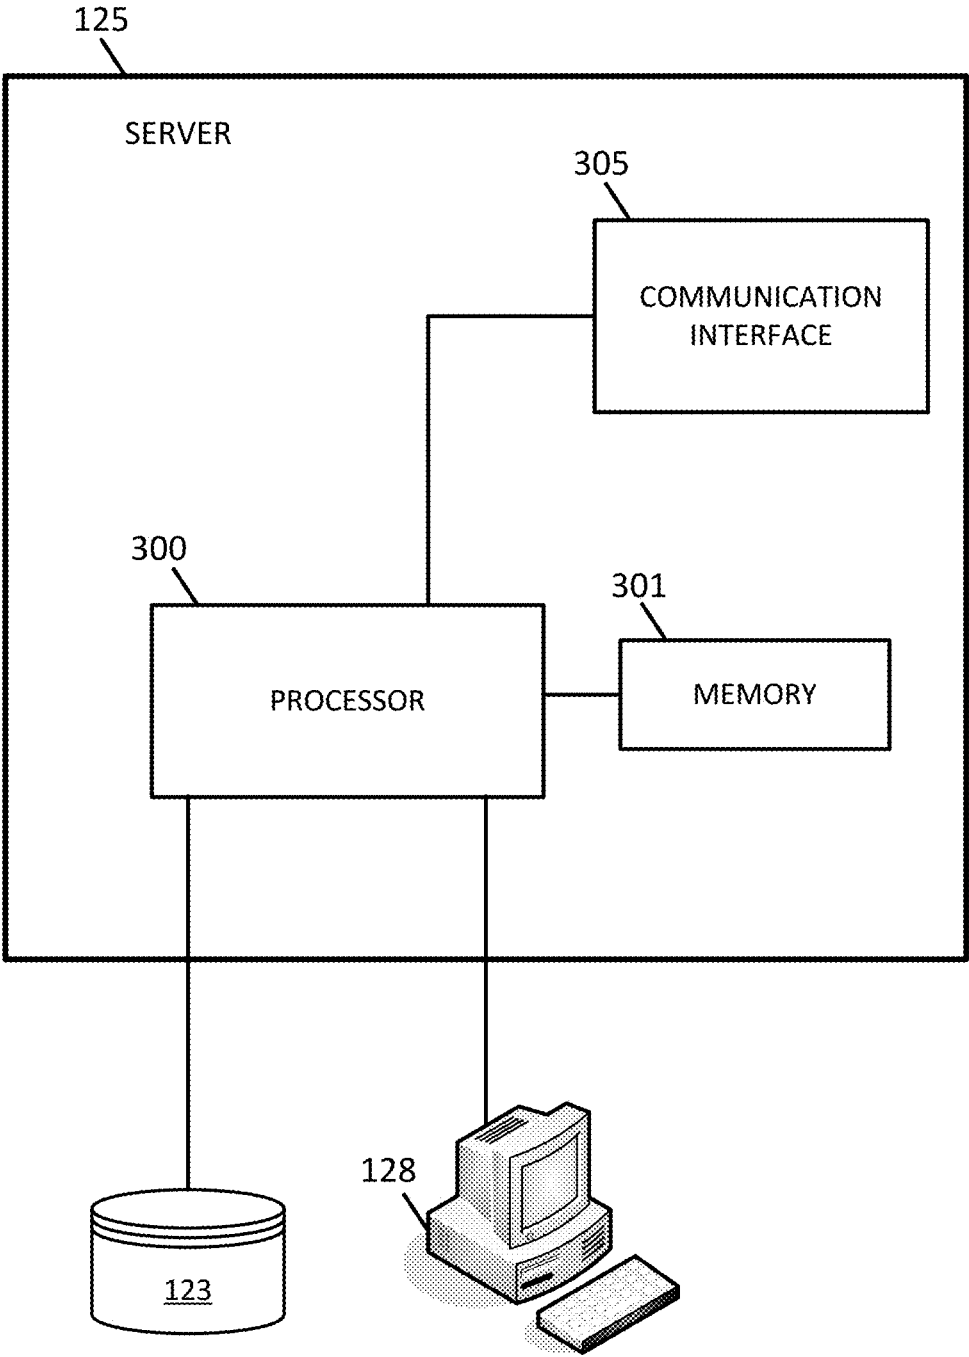 125
SERVER
305
COMMUNICATION
INTERFACE
300
301
PROCESSOR
MEMORY
128
123